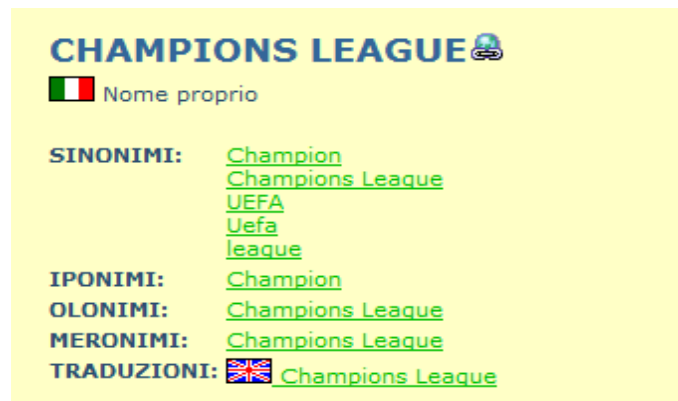 CHAMPIONS LEAGUE
Nome proprio
SINONIMI: Champion
Champions League
UEFA
Uefa
league
IPONIMI: Champion
OLONIMI: Champions League
MERONIMI: Champions League
TRADUZIONI: Champions League